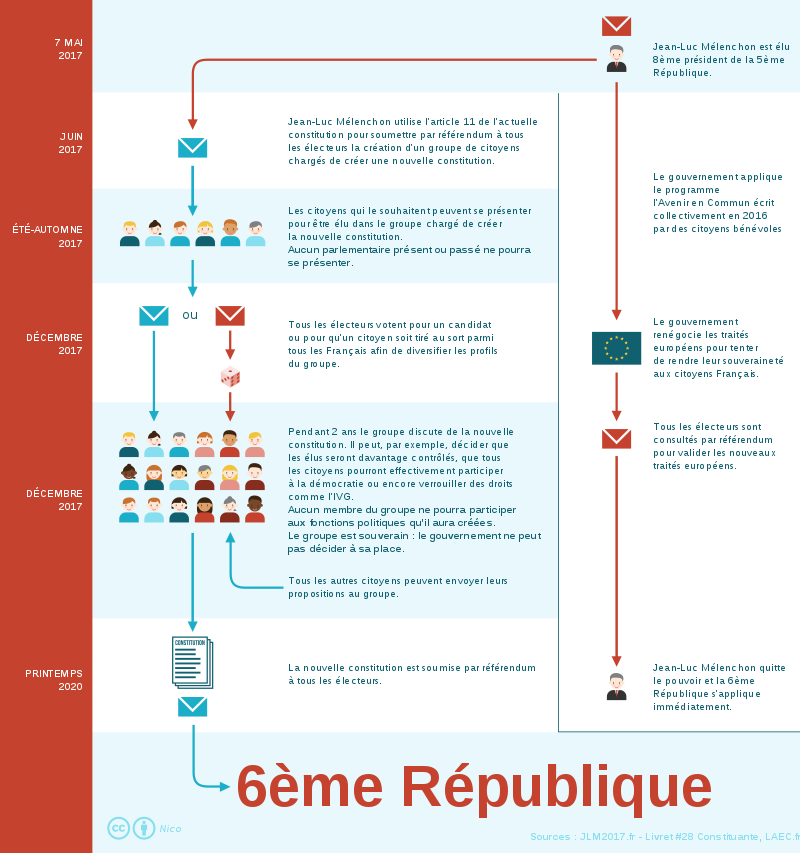 7 MAI
2017
Jean-Luc Mélenchon est élu
8ème président de la 5ème
République.
JUIN
2017
Jean-Luc Mélenchon utilise l'article 11 de l'actuelle
constitution pour soumettre par référendum à tous
les électeurs la création d'un groupe de citoyens
chargés de créer une nouvelle constitution.
Le gouvernement applique
le programme
l'Avenir en Commun écrit
collectivement en 2016
par des citoyens bénévoles
ÉTÉ-AUTOMNE
2017
Les citoyens qui le souhaitent peuvent se présenter
pour être élu dans le groupe chargé de créer
la nouvelle constitution.
Aucun parlementaire présent ou passé ne pourra
se présenter.
DÉCEMBRE
2017
ou
Tous les électeurs votent pour un candidat
ou pour qu'un citoyen soit tiré au sort parmi
tous les Français afin de diversifier les profils
du groupe.
Le gouvernement
renégocie les traités
européens pour tenter
de rendre leur souveraineté
aux citoyens Français.
DÉCEMBRE
2017
Pendant 2 ans le groupe discute de la nouvelle
constitution. Il peut, par exemple, décider que
les élus seront davantage contrôlés, que tous
les citoyens pourront effectivement participer
à la démocratie ou encore verrouiller des droits
comme l'IVG.
Aucun membre du groupe ne pourra participer
aux fonctions politiques qu'il aura créées.
Le groupe est souverain : le gouvernement ne peut
pas décider à sa place.
Tous les électeurs sont
consultés par référendum
pour valider les nouveaux
traités européens.
Tous les autres citoyens peuvent envoyer leurs
propositions au groupe.
PRINTEMPS
2020
CONSTITUTION
La nouvelle constitution est soumise par référendum
à tous les électeurs.
Jean-Luc Mélenchon quitte
le pouvoir et la 6ème
République s'applique
immédiatement.
6ème République
cc Nico
Sources : JLM2017.fr - Livret #28 Constituante, LAEC.fr